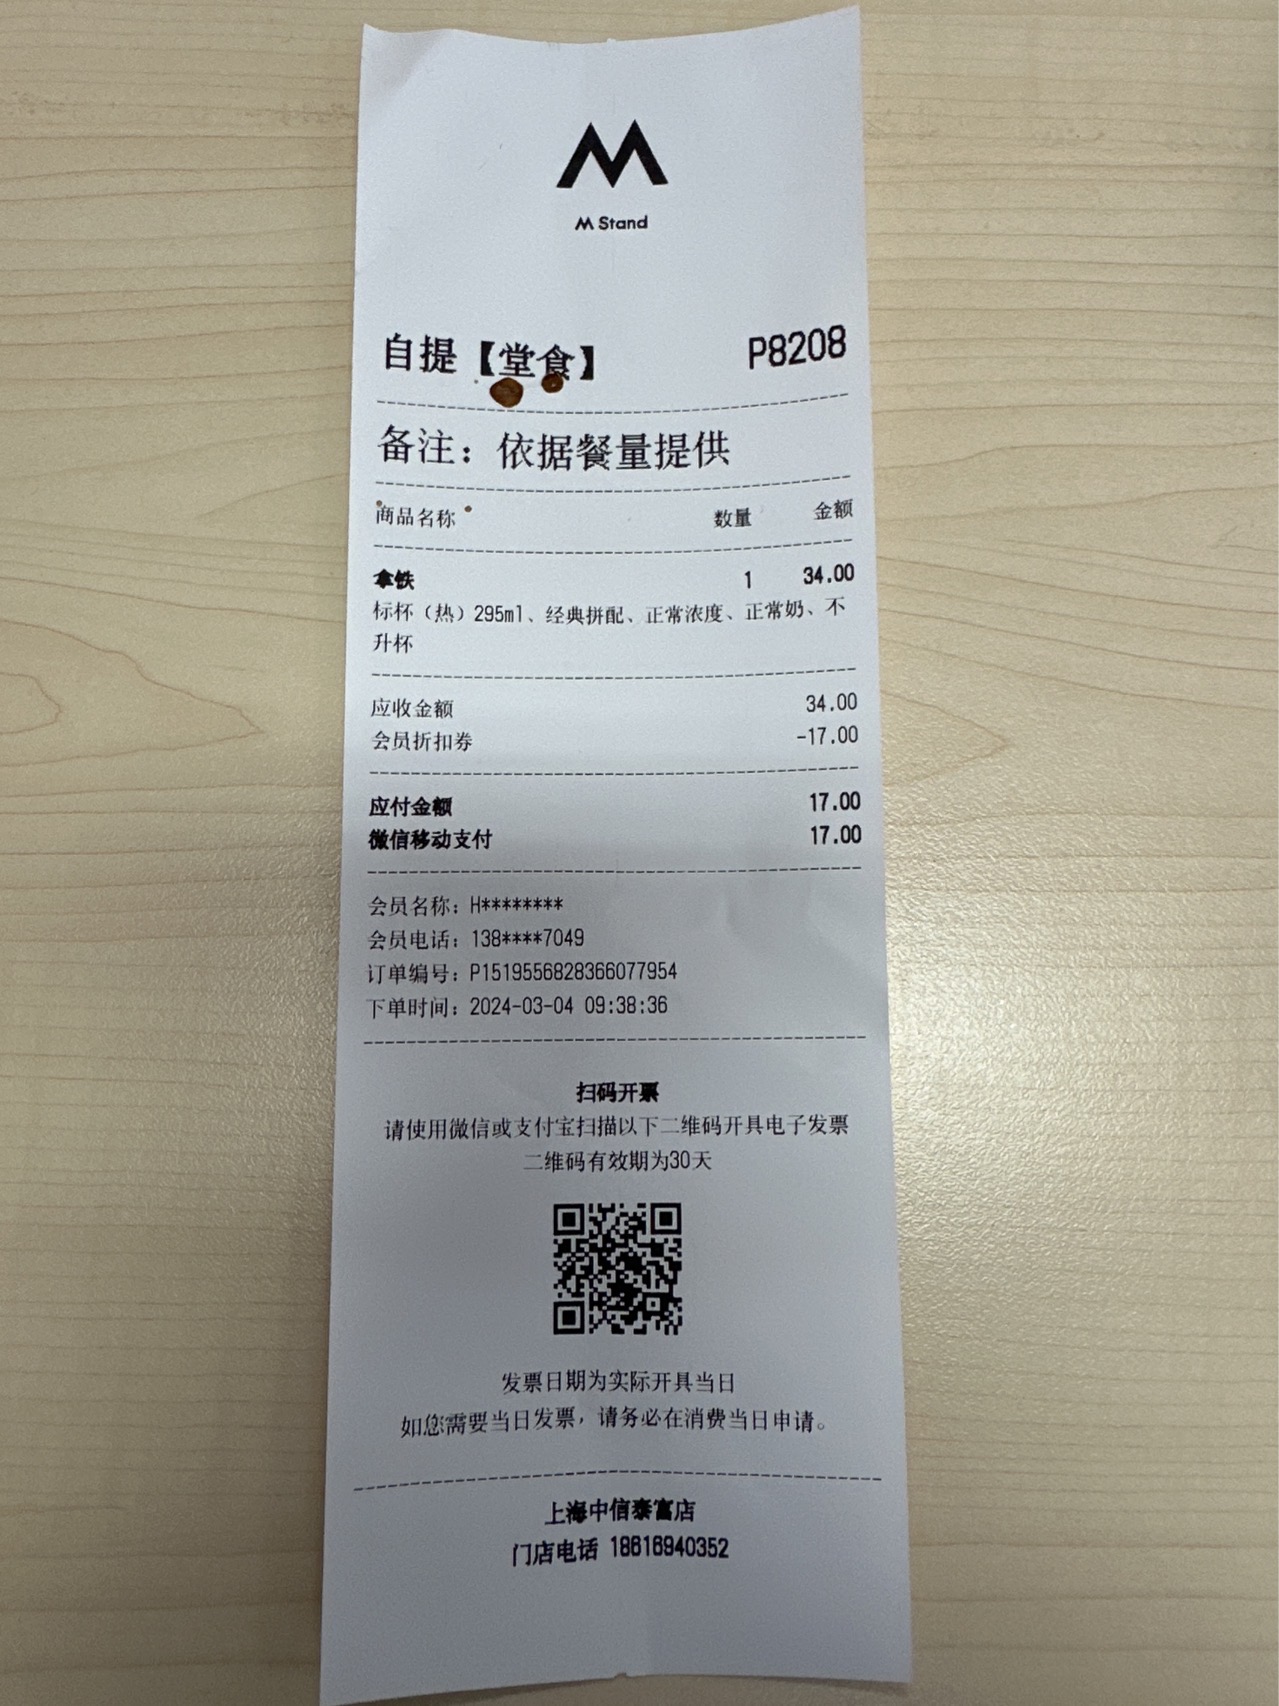 M
M Stand
自提【堂食】 P8208
备注：依据餐量提供
商品名称 数量 金额
拿铁 1 34.00
标杯（热）295ml、经典拼配、正常浓度、正常奶、不
升杯
应收金额 34.00
会员折扣券 -17.00
应付金额 17.00
微信移动支付 17.00
会员名称：H********
会员电话：138****7049
订单编号：P1519556828366077954
下单时间：2024-03-04 09:38:36
扫码开票
请使用微信或支付宝扫描以下二维码开具电子发票
二维码有效期为30天
发票日期为实际开具当日
如您需要当日发票，请务必在消费当日申请。
上海中信泰富店
门店电话 18616940352